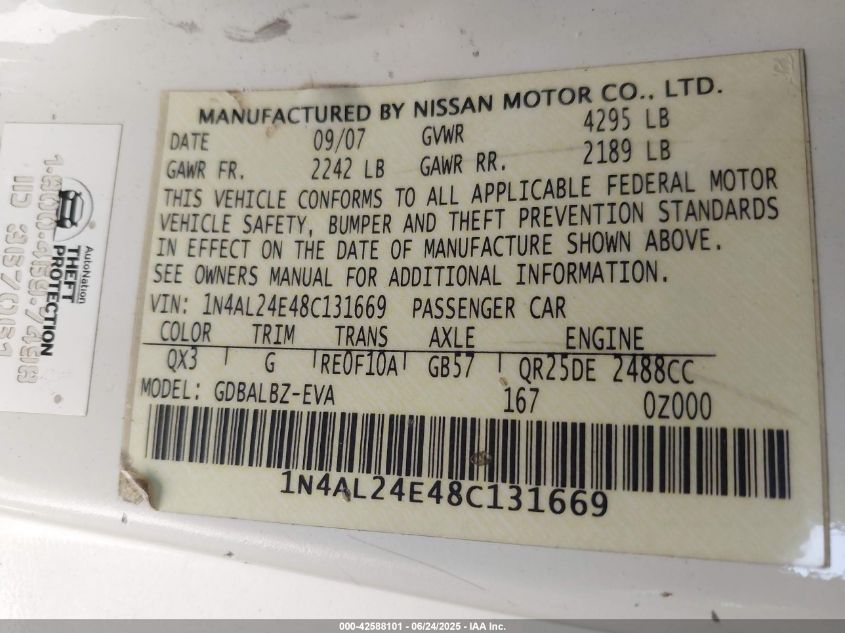 MANUFACTURED BY NISSAN MOTOR CO., LTD.
DATE 09/07 GVWR 4295 LB
GAWR FR. 2242 LB GAWR RR. 2189 LB
THIS VEHICLE CONFORMS TO ALL APPLICABLE FEDERAL MOTOR
VEHICLE SAFETY, BUMPER AND THEFT PREVENTION STANDARDS
IN EFFECT ON THE DATE OF MANUFACTURE SHOWN ABOVE.
SEE OWNERS MANUAL FOR ADDITIONAL INFORMATION.
VIN: 1N4AL24E48C131669 PASSENGER CAR
COLOR TRIM TRANS AXLE ENGINE
QX3 G RE0F10A GB57 QR25DE 2488CC
MODEL: GDBALBZ-EVA 167 0Z000
1N4AL24E48C131669
AutoNation
THEFT
PROTECTION
1-800-456-7498
000-42588101 - 06/24/2025 - IAA Inc.